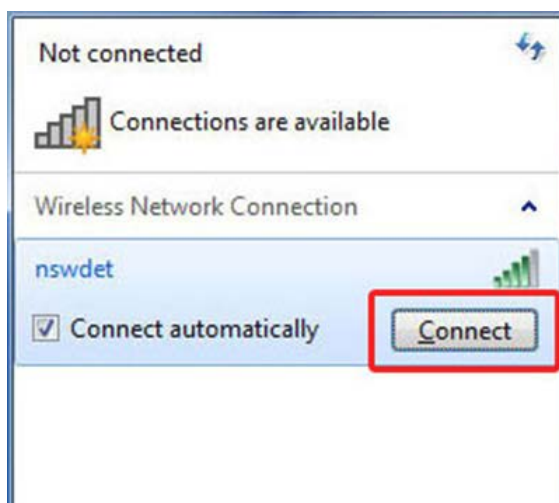 Not connected
Connections are available
Wireless Network Connection
nswdet
Connect automatically
Connect